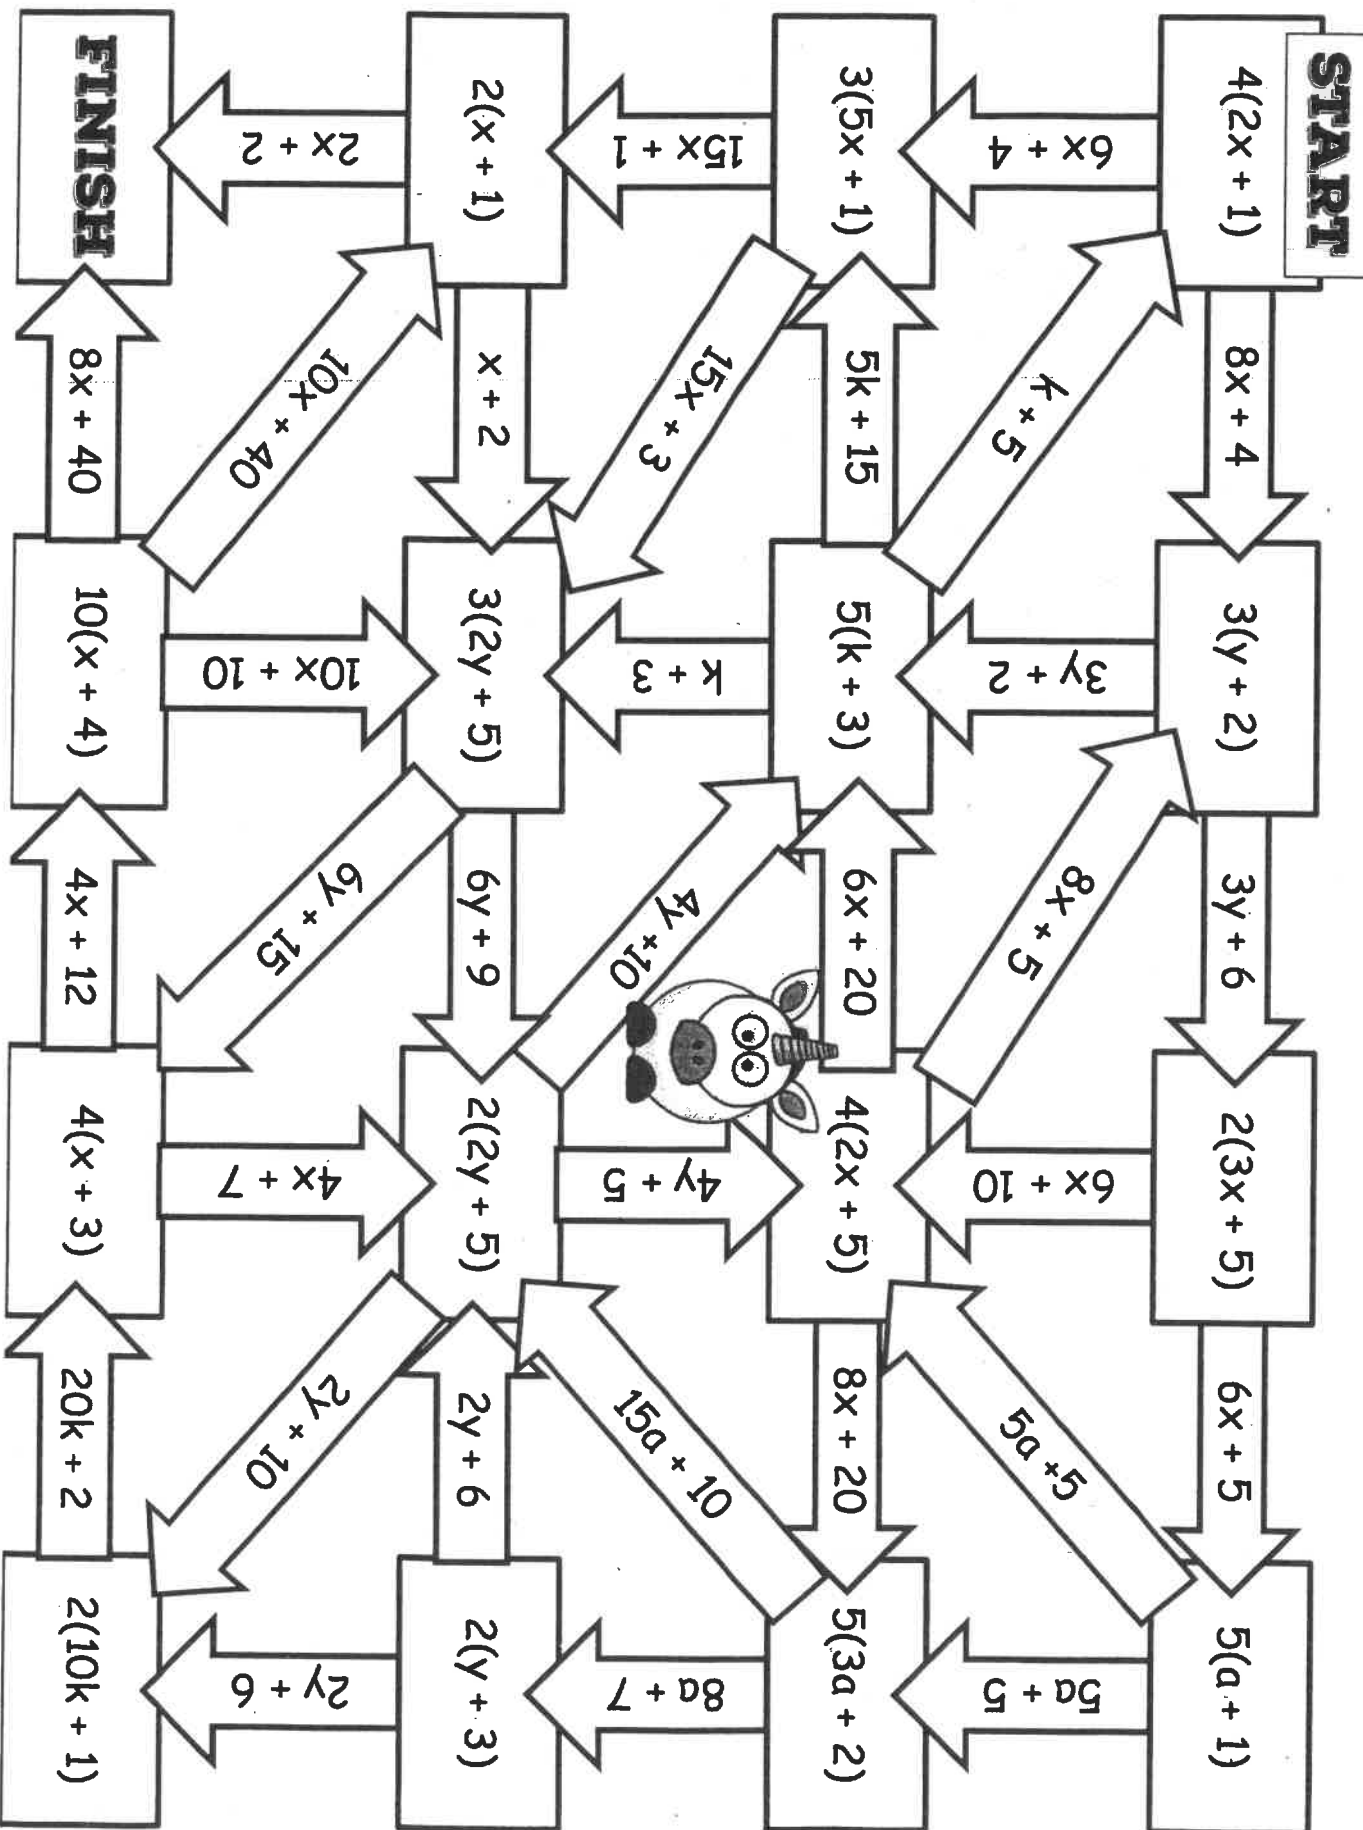 START
4(2x + 1)
8x + 4
3(y + 2)
3y + 6
2(3x + 5)
6x + 5
5(a + 1)
6x + 4
k + 5
3y + 2
8x + 5
6x + 10
5a+5
5a + 5
3(5x + 1)
5k + 15
5(k + 3)
6x + 20
4(2x + 5)
8x + 20
5(3a + 2)
15x + 1
15x + 3
k + 3
4y +10
4y + 5
15a + 10
8a + 7
2(x + 1)
x + 2
3(2y + 5)
6y + 9
2(2y + 5)
2y + 6
2(y + 3)
2x + 2
10x + 40
10x + 10
6y + 15
4x + 7
2y + 10
2y + 6
FINISH
8x + 40
10(x + 4)
4x + 12
4(x + 3)
20k + 2
2(10k + 1)